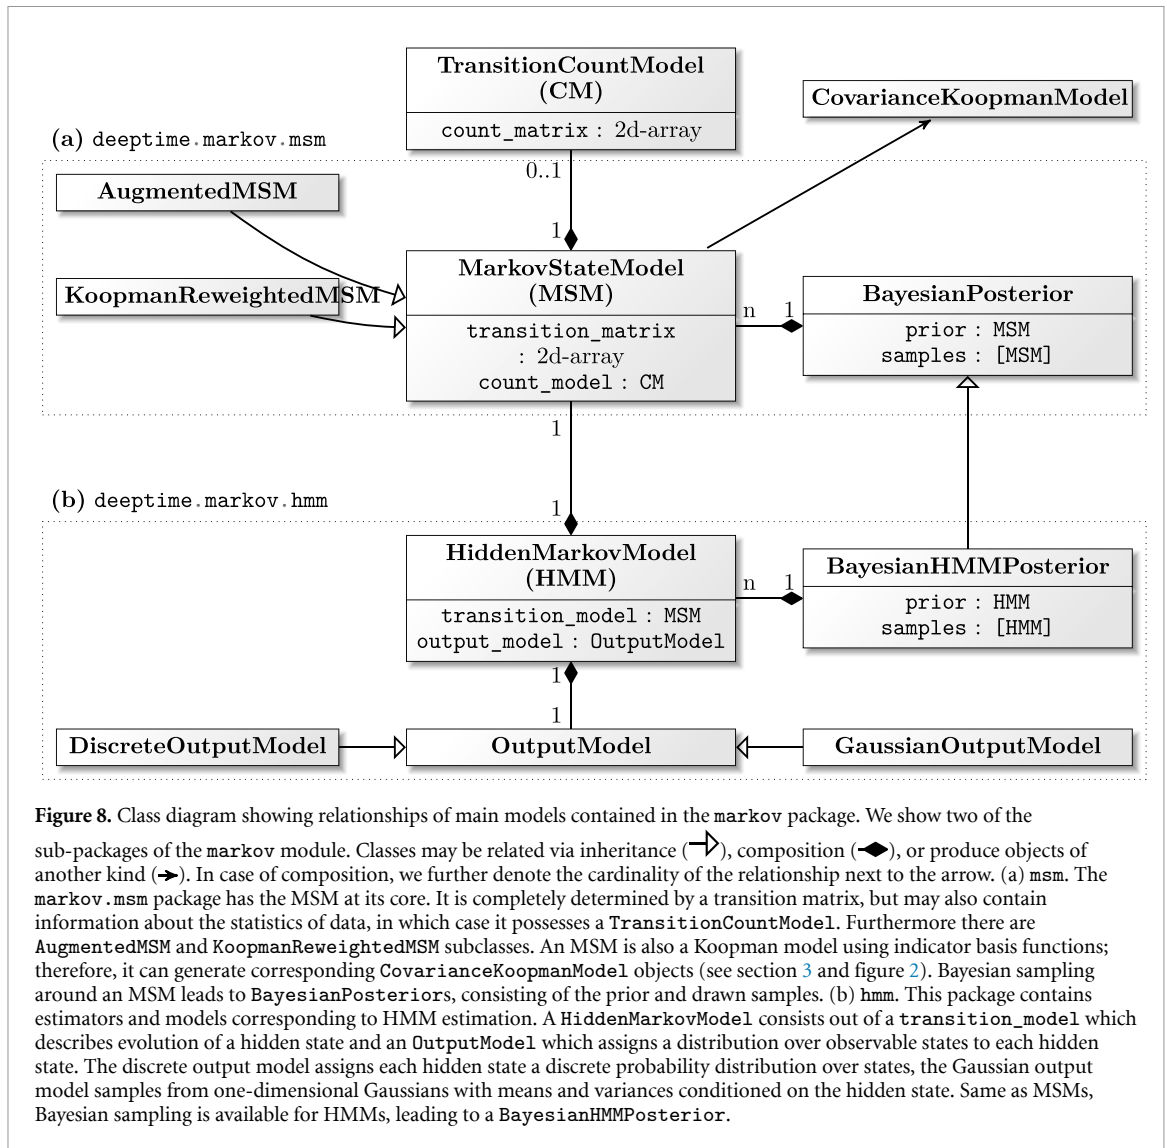 TransitionCountModel
(CM)
count_matrix : 2d-array
CovarianceKoopmanModel
(a) deeptime.markov.msm
0..1
AugmentedMSM
1
MarkovStateModel
(MSM)
transition_matrix
: 2d-array
count_model : CM
KoopmanReweightedMSM
n 1
BayesianPosterior
prior : MSM
samples : [MSM]
1
(b) deeptime.markov.hmm
1
HiddenMarkovModel
(HMM)
transition_model : MSM
output_model : OutputModel
n 1
BayesianHMMPosterior
prior : HMM
samples : [HMM]
1
1
DiscreteOutputModel
OutputModel
GaussianOutputModel
Figure 8. Class diagram showing relationships of main models contained in the markov package. We show two of the
sub-packages of the markov module. Classes may be related via inheritance (), composition (), or produce objects of
another kind (). In case of composition, we further denote the cardinality of the relationship next to the arrow. (a) msm. The
markov.msm package has the MSM at its core. It is completely determined by a transition matrix, but may also contain
information about the statistics of data, in which case it possesses a TransitionCountModel. Furthermore there are
AugmentedMSM and KoopmanReweightedMSM subclasses. An MSM is also a Koopman model using indicator basis functions;
therefore, it can generate corresponding CovarianceKoopmanModel objects (see section 3 and figure 2). Bayesian sampling
around an MSM leads to BayesianPosteriors, consisting of the prior and drawn samples. (b) hmm. This package contains
estimators and models corresponding to HMM estimation. A HiddenMarkovModel consists out of a transition_model which
describes evolution of a hidden state and an OutputModel which assigns a distribution over observable states to each hidden
state. The discrete output model assigns each hidden state a discrete probability distribution over states, the Gaussian output
model samples from one-dimensional Gaussians with means and variances conditioned on the hidden state. Same as MSMs,
Bayesian sampling is available for HMMs, leading to a BayesianHMMPosterior.